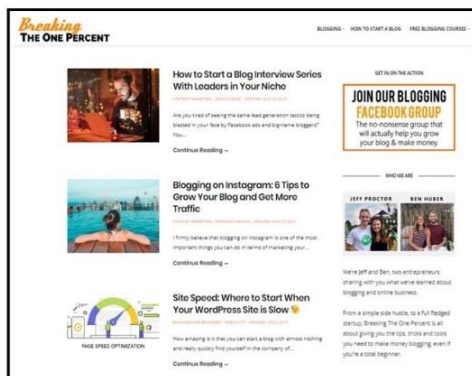 Breaking
THE ONE PERCENT
BLOGGING
HOW TO START A BLOG
FREE BLOGGING COURSES
How to Start a Blog Interview Series
With Leaders in Your Niche
Are you tired of seeing the same lead generation tactics being
blasted in your face by Facebook ads and big-name bloggers?
You...
Continue Reading →
Blogging on Instagram: 6 Tips to
Grow Your Blog and Get More
Traffic
I firmly believe that blogging on Instagram is one of the most
important things you can do in terms of marketing your...
Continue Reading →
Site Speed: Where to Start When
Your WordPress Site is Slow 😉
How amazing is it that you can start a blog with almost nothing
and really quickly find yourself in the company of...
Continue Reading →
PAGE SPEED OPTIMIZATION
GET IN ON THE ACTION
JOIN OUR BLOGGING
FACEBOOK GROUP
The no-nonsense group that
will actually help you grow
your blog & make money.
WHO WE ARE
JEFF PROCTOR
BEN HUBER
We're Jeff and Ben, two entrepreneurs
sharing with you what we've learned about
blogging and online business.
From a simple side hustle, to a full fledged
startup, Breaking The One Percent is all
about giving you the tips, tricks and tools
you need to make money blogging, even if
you're a total beginner.